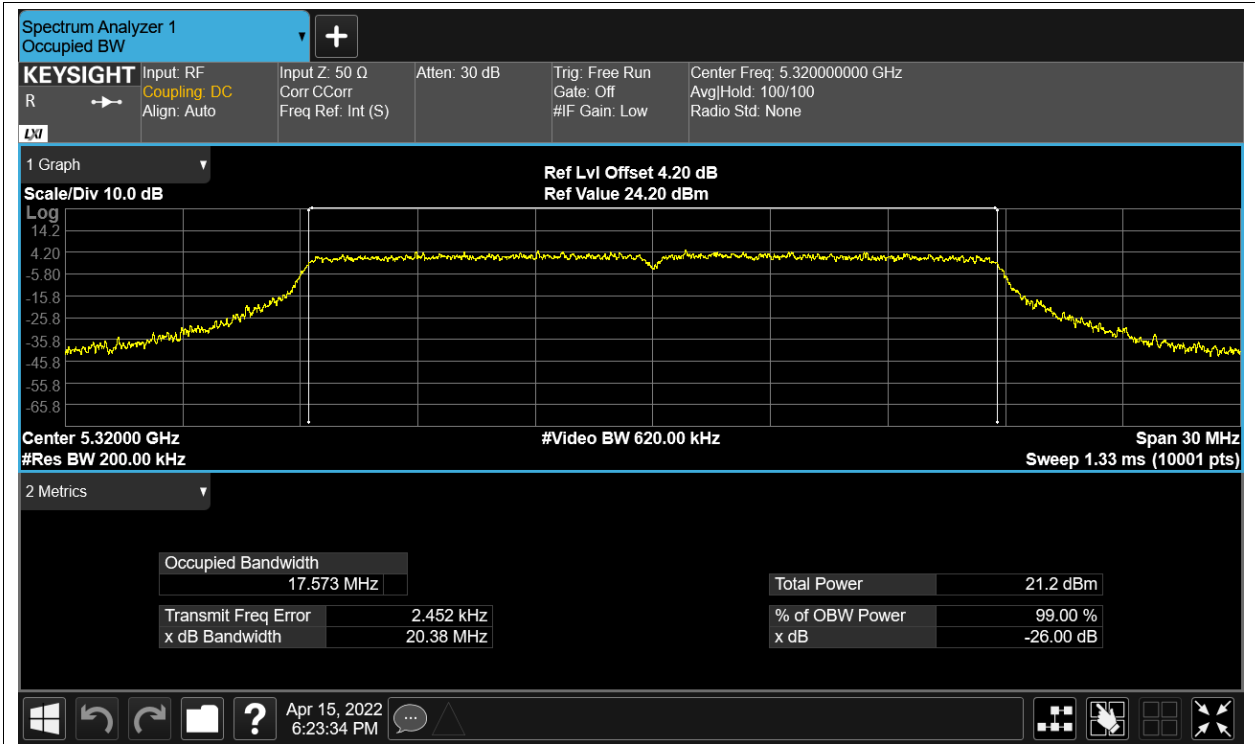 Spectrum Analyzer 1
Occupied BW
KEYSIGHT
R
LXI
Input: RF
Coupling: DC
Align: Auto
Input Z: 50 Ω
Corr CCorr
Freq Ref: Int (S)
Atten: 30 dB
Trig: Free Run
Gate: Off
#IF Gain: Low
Center Freq: 5.320000000 GHz
Avg|Hold: 100/100
Radio Std: None
1 Graph
Ref Lvl Offset 4.20 dB
Scale/Div 10.0 dB
Ref Value 24.20 dBm
Log
14.2
4.20
-5.80
-15.8
-25.8
-35.8
-45.8
-55.8
-65.8
Center 5.32000 GHz
#Video BW 620.00 kHz
Span 30 MHz
#Res BW 200.00 kHz
Sweep 1.33 ms (10001 pts)
2 Metrics
Occupied Bandwidth
17.573 MHz
Total Power 21.2 dBm
Transmit Freq Error 2.452 kHz
% of OBW Power 99.00 %
x dB Bandwidth 20.38 MHz
x dB -26.00 dB
?
Apr 15, 2022
6:23:34 PM